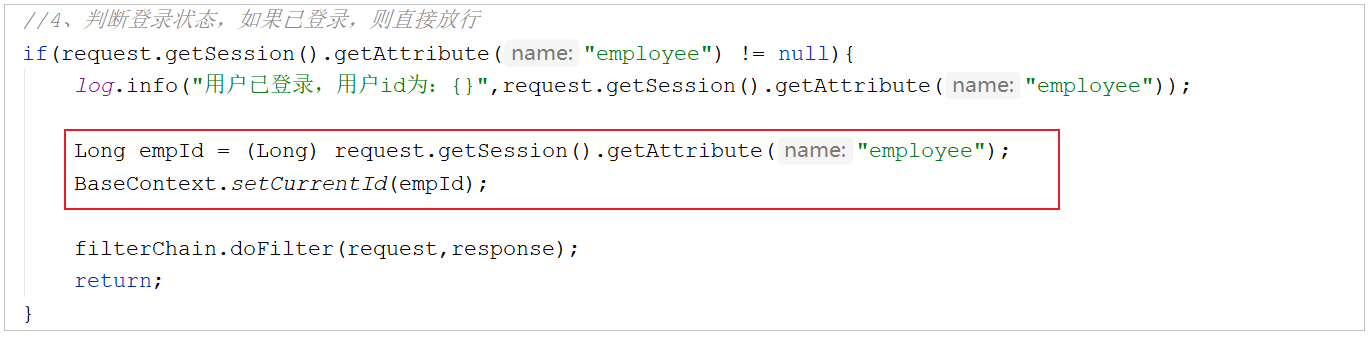 //4、判断登录状态，如果已登录，则直接放行
if(request.getSession().getAttribute( name: "employee") != null){
log.info("用户已登录，用户id为：{}",request.getSession().getAttribute( name: "employee"));
Long empId = (Long) request.getSession().getAttribute( name: "employee");
BaseContext.setCurrentId(empId);
filterChain.doFilter(request,response);
return;
}